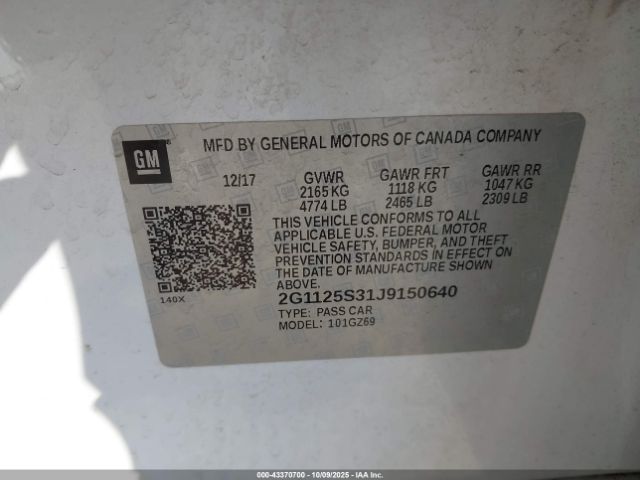 GM
MFD BY GENERAL MOTORS OF CANADA COMPANY
12/17 GVWR GAWR FRT GAWR RR
2165 KG 1118 KG 1047 KG
4774 LB 2465 LB 2309 LB
THIS VEHICLE CONFORMS TO ALL
APPLICABLE U.S. FEDERAL MOTOR
VEHICLE SAFETY, BUMPER, AND THEFT
PREVENTION STANDARDS IN EFFECT ON
THE DATE OF MANUFACTURE SHOWN
ABOVE.
140X
2G1125S31J9150640
TYPE: PASS CAR
MODEL: 101GZ69
000-43370700 - 10/09/2025 - IAA Inc.